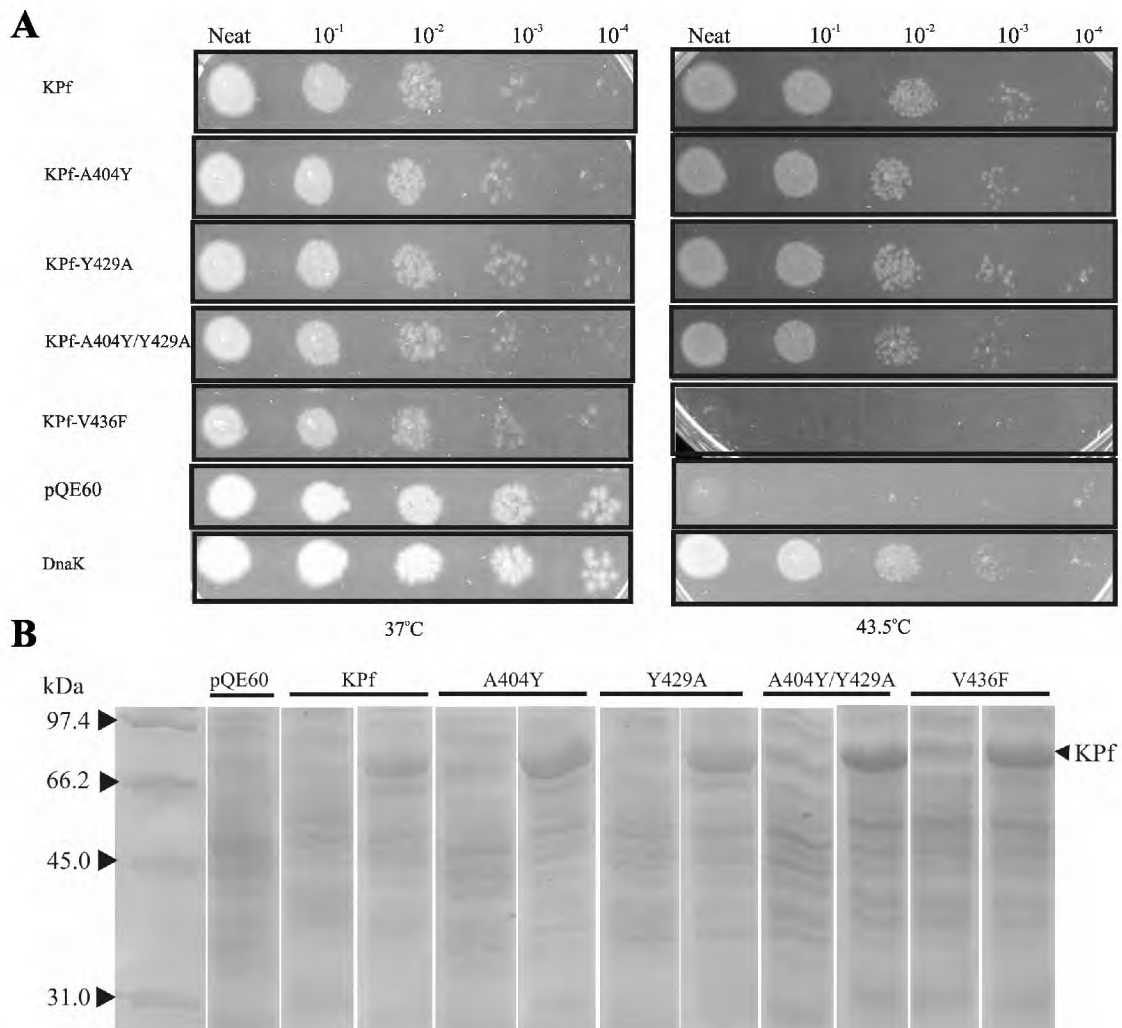 A
Neat 10-1 10-2 10-3 10-4 Neat 10-1 10-2 10-3 10-4
KPf
KPf-A404Y
KPf-Y429A
KPf-A404Y/Y429A
KPf-V436F
pQE60
DnaK
37°C 43.5°C
B
kDa pQE60 KPf A404Y Y429A A404Y/Y429A V436F
97.4
KPf
66.2
45.0
31.0